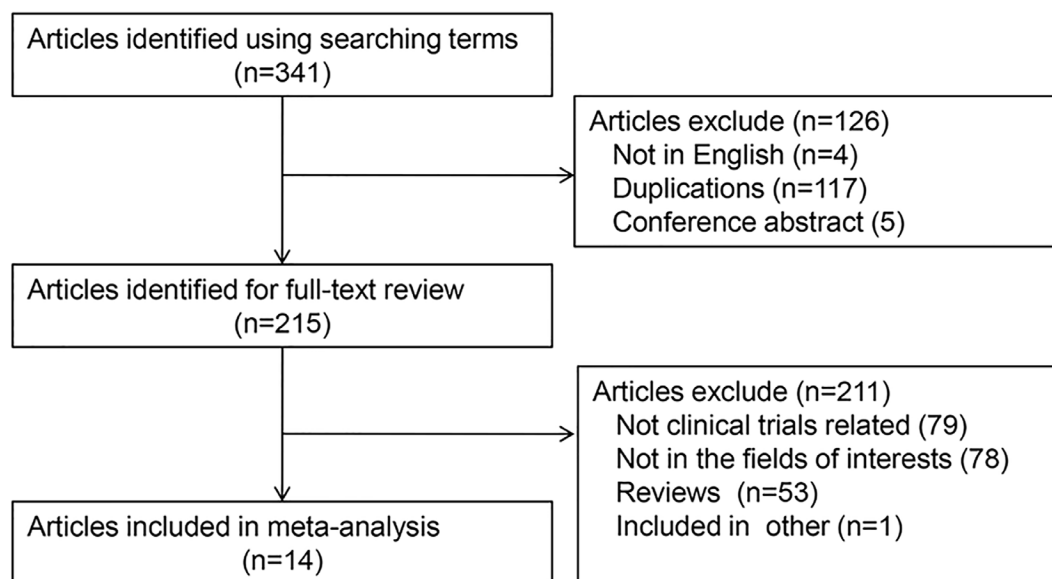 Articles identified using searching terms
(n=341)
Articles exclude (n=126)
Not in English (n=4)
Duplications (n=117)
Conference abstract (5)
Articles identified for full-text review
(n=215)
Articles exclude (n=211)
Not clinical trials related (79)
Not in the fields of interests (78)
Reviews (n=53)
Included in other (n=1)
Articles included in meta-analysis
(n=14)